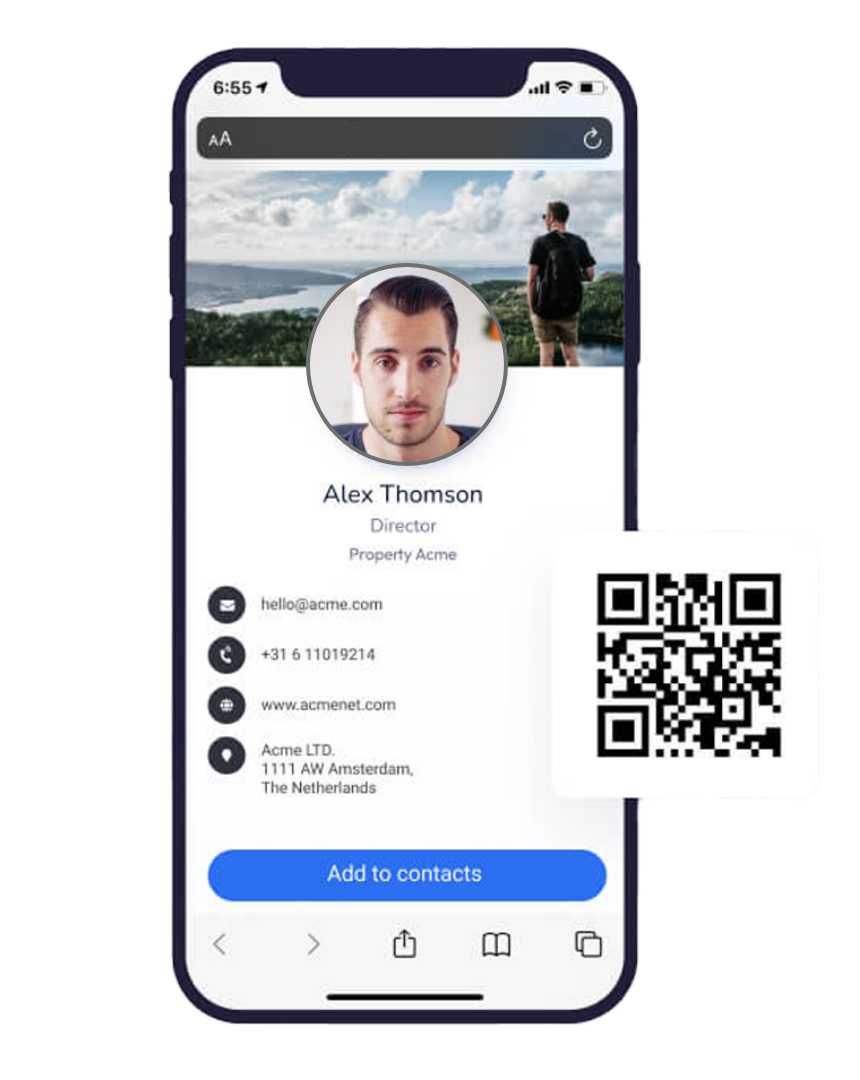 6:55
AA
Alex Thomson
Director
Property Acme
hello@acme.com
+31 6 11019214
www.acmenet.com
Acme LTD.
1111 AW Amsterdam,
The Netherlands
Add to contacts